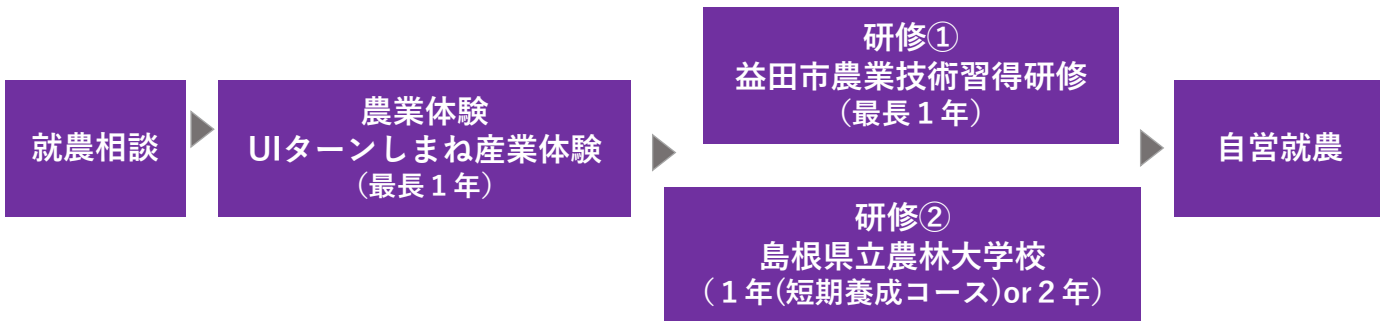 就農相談
農業体験
UIターンしまね産業体験
（最長１年）
研修①
益田市農業技術習得研修
（最長１年）
研修②
島根県立農林大学校
（１年(短期養成コース)or２年）
自営就農